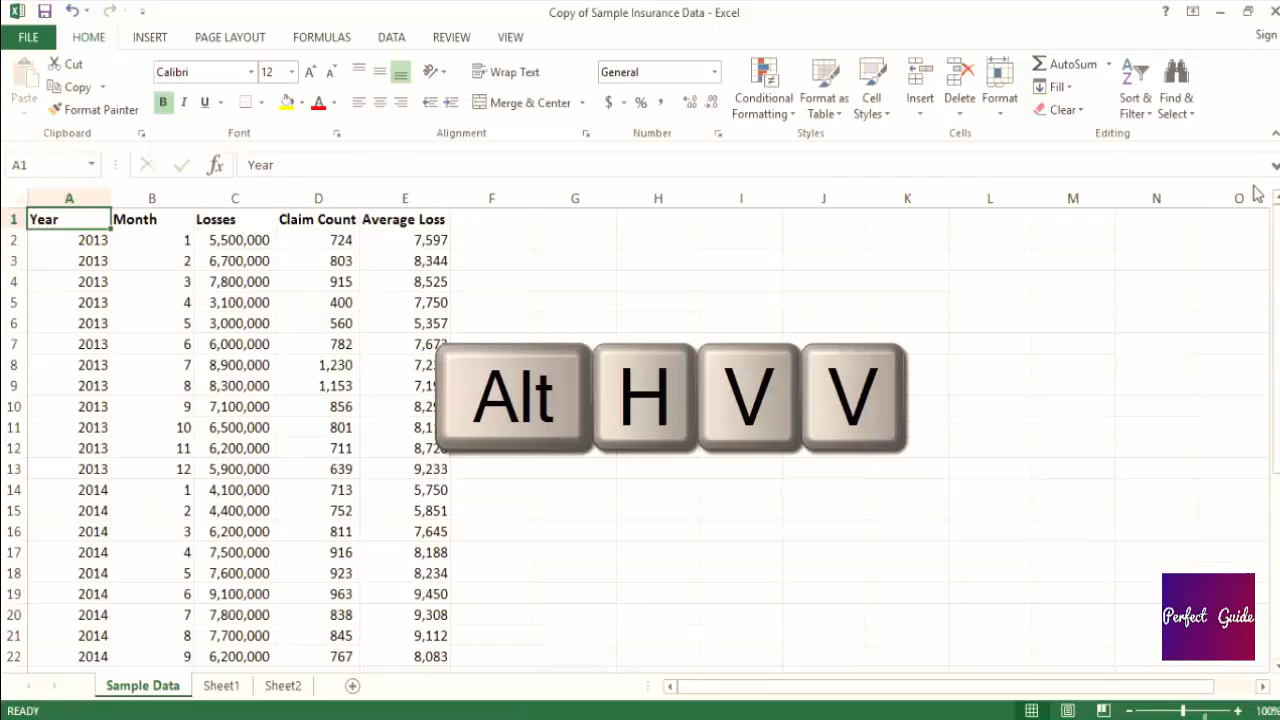 Copy of Sample Insurance Data - Excel
Sign
FILE HOME INSERT PAGE LAYOUT FORMULAS DATA REVIEW VIEW
Paste
Cut
Copy
Format Painter
Clipboard
Calibri 12
B I U
Font
Wrap Text
Merge & Center
Alignment
General
$ % ,
Number
Conditional Formatting
Format as Table
Cell Styles
Styles
Insert Delete Format
Cells
AutoSum
Fill
Clear
Sort & Filter
Find & Select
Editing
A1 fx Year
A B C D E F G H I J K L M N O
1 Year Month Losses Claim Count Average Loss
2 2013 1 5,500,000 724 7,597
3 2013 2 6,700,000 803 8,344
4 2013 3 7,800,000 915 8,525
5 2013 4 3,100,000 400 7,750
6 2013 5 3,000,000 560 5,357
7 2013 6 6,000,000 782
8 2013 7 8,900,000 1,230
9 2013 8 8,300,000 1,153
10 2013 9 7,100,000 856
11 2013 10 6,500,000 801
12 2013 11 6,200,000 711
13 2013 12 5,900,000 639 9,233
14 2014 1 4,100,000 713 5,750
15 2014 2 4,400,000 752 5,851
16 2014 3 6,200,000 811 7,645
17 2014 4 7,500,000 916 8,188
18 2014 5 7,600,000 923 8,234
19 2014 6 9,100,000 963 9,450
20 2014 7 7,800,000 838 9,308
21 2014 8 7,700,000 845 9,112
22 2014 9 6,200,000 767 8,083
Alt H V V
Perfect Guide
Sample Data Sheet1 Sheet2
READY 100%